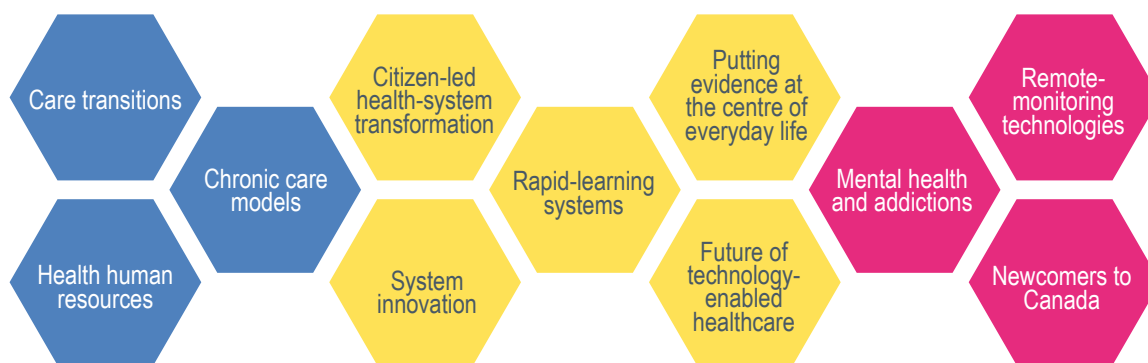 Care transitions
Health human
resources
Chronic care
models
Citizen-led
health-system
transformation
System
innovation
Rapid-learning
systems
Putting
evidence at
the centre of
everyday life
Future of
technology-
enabled
healthcare
Mental health
and addictions
Remote-
monitoring
technologies
Newcomers to
Canada